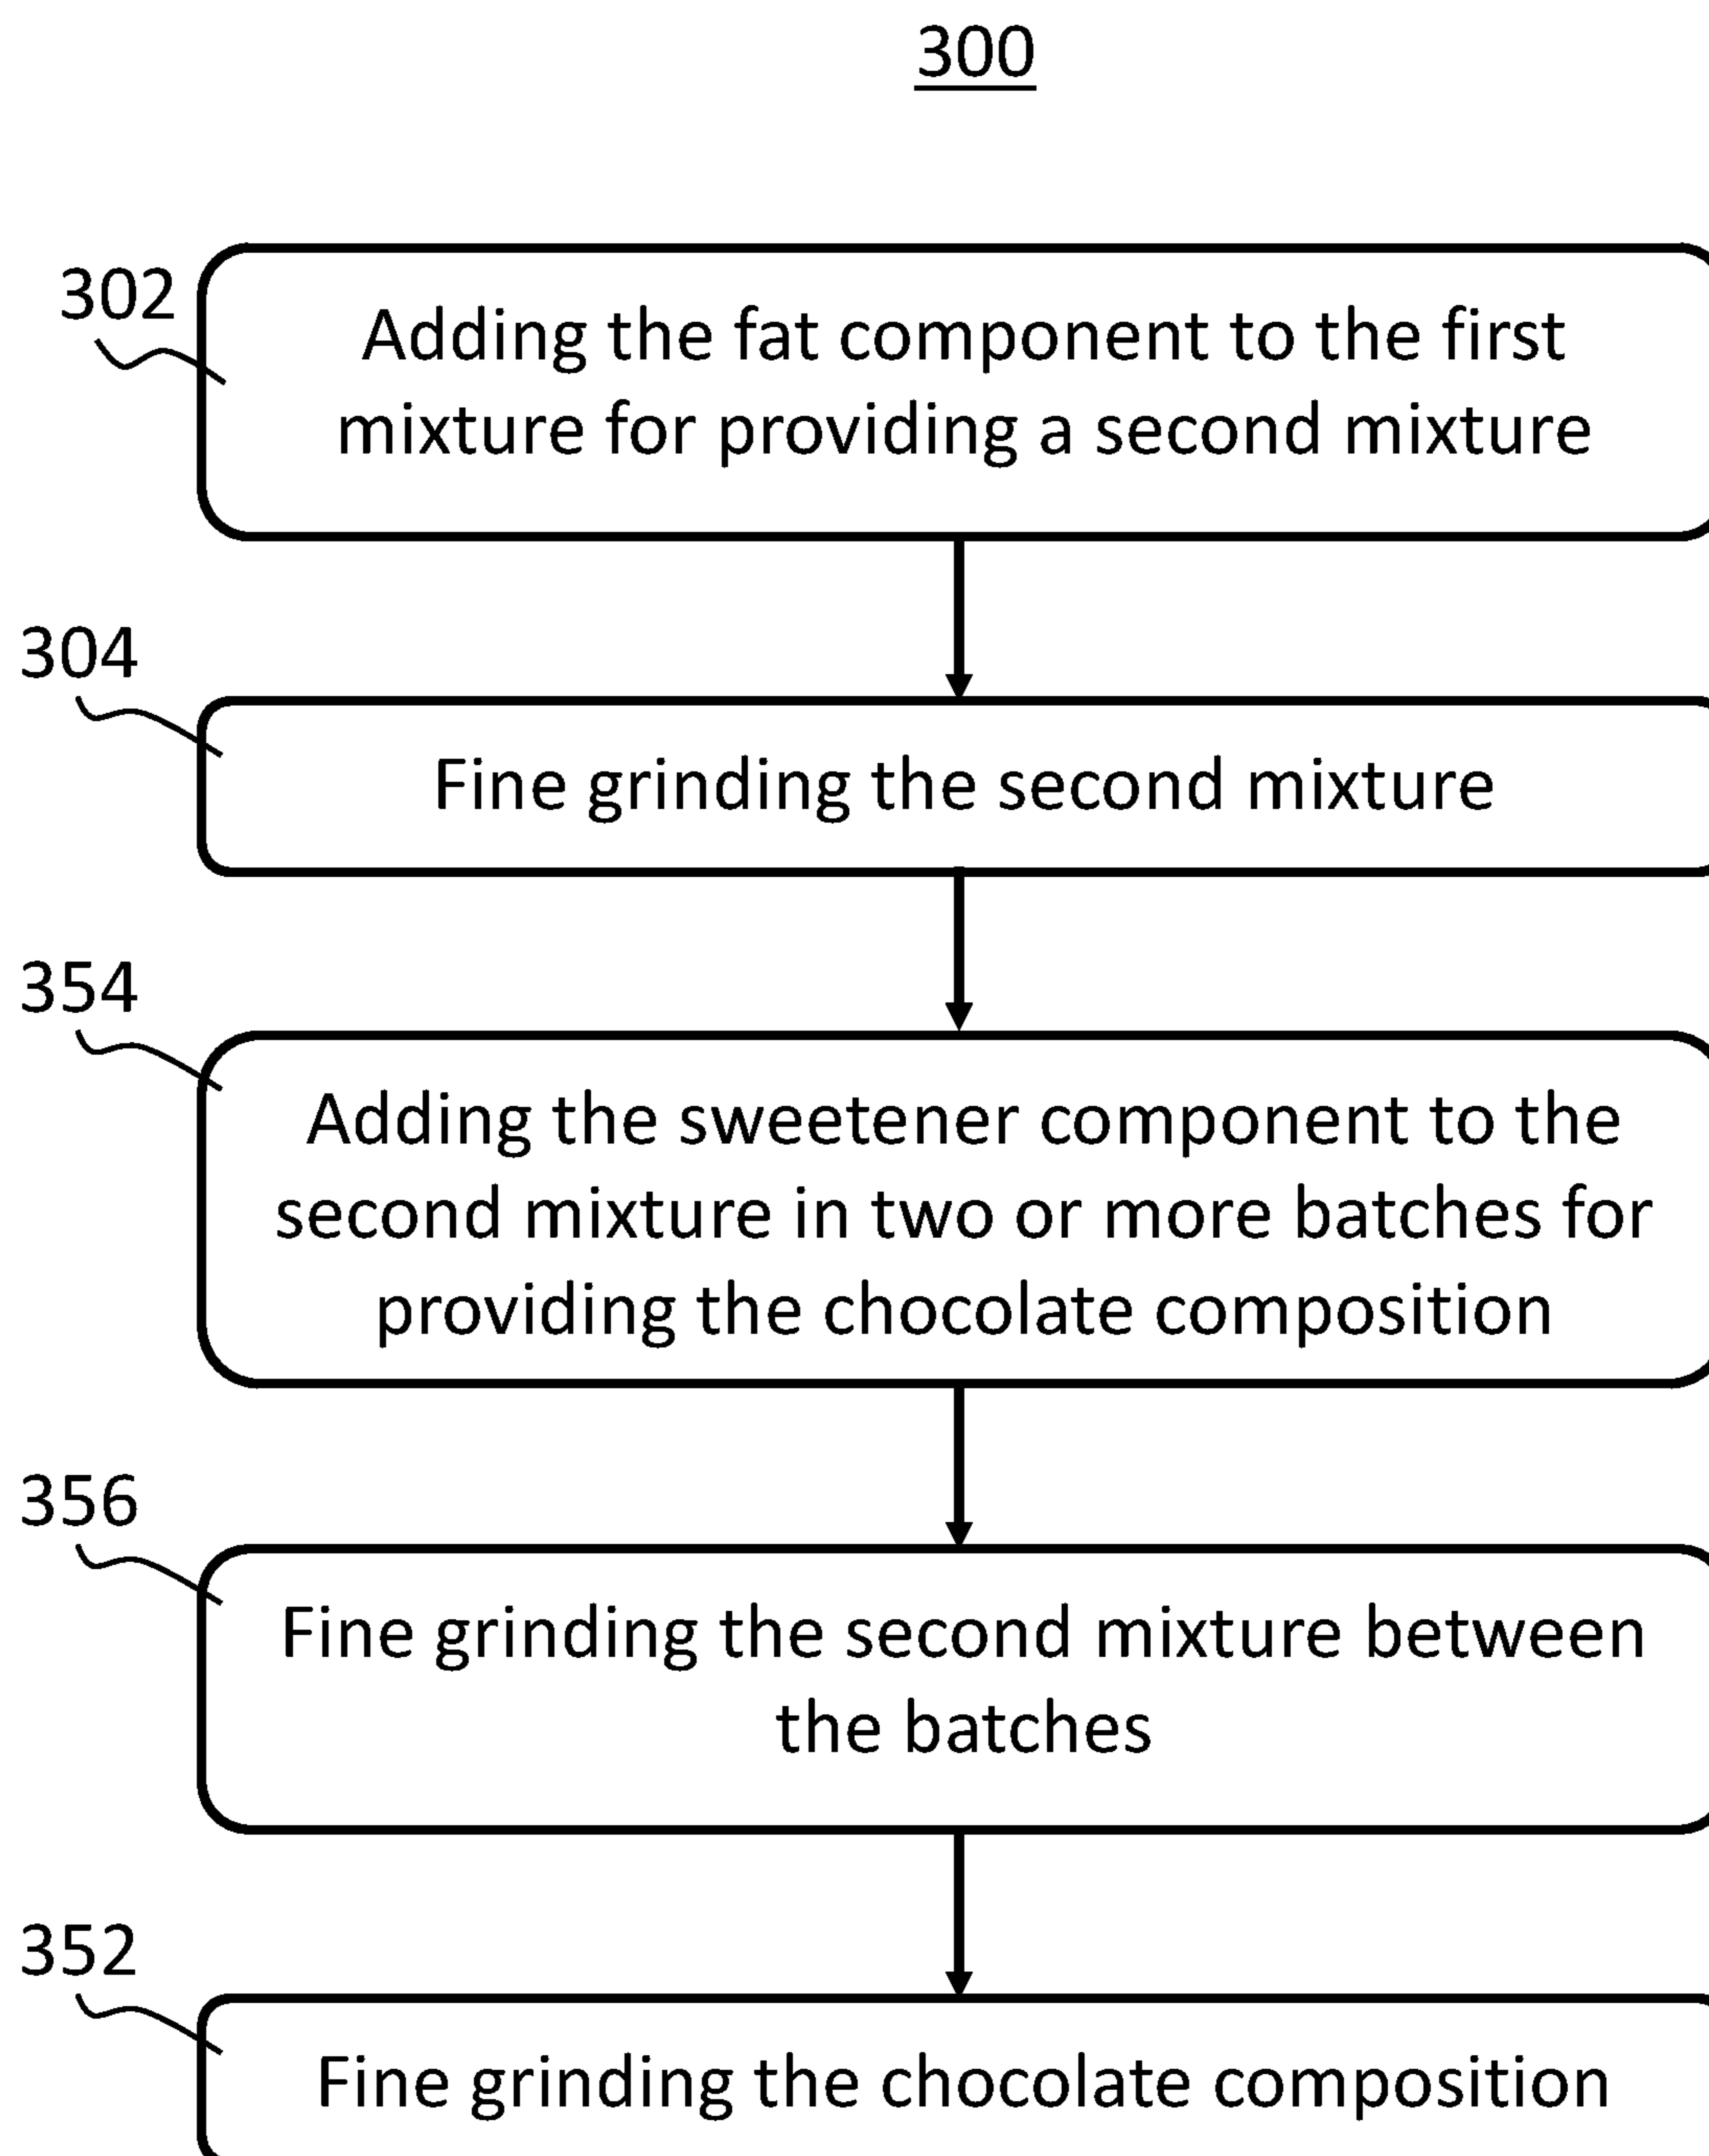 300
302
Adding the fat component to the first
mixture for providing a second mixture
304
Fine grinding the second mixture
354
Adding the sweetener component to the
second mixture in two or more batches for
providing the chocolate composition
356
Fine grinding the second mixture between
the batches
352
Fine grinding the chocolate composition